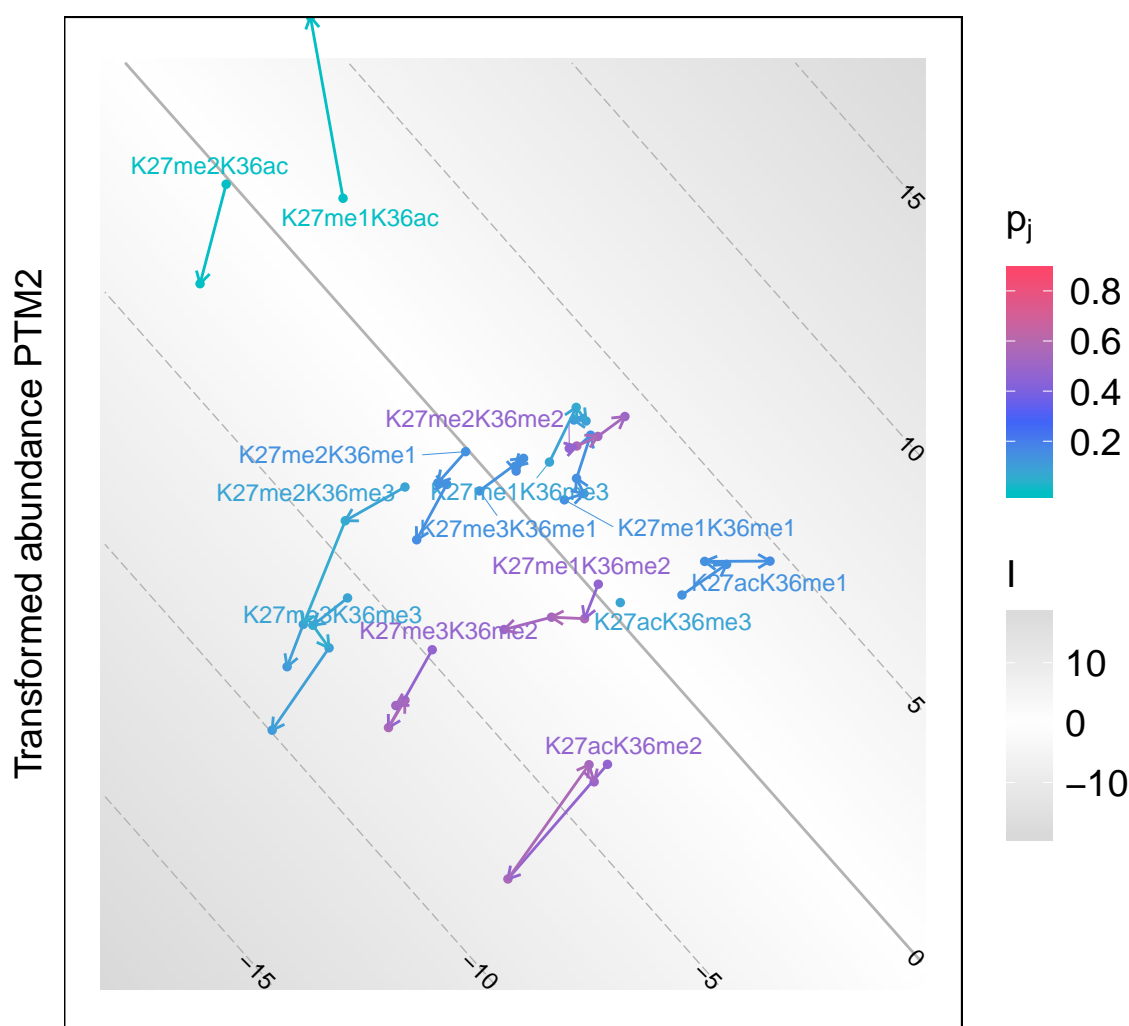 Transformed abundance PTM2
K27me2K36ac
K27me1K36ac
15
K27me2K36me2
K27me2K36me1
10
K27me2K36me3
K27me1K36me3
K27me3K36me1
K27me1K36me1
K27me1K36me2
K27acK36me1
K27me3K36me3
K27acK36me3
K27me3K36me2
5
K27acK36me2
0
−15
−10
−5
pj
0.8
0.6
0.4
0.2
I
10
0
−10